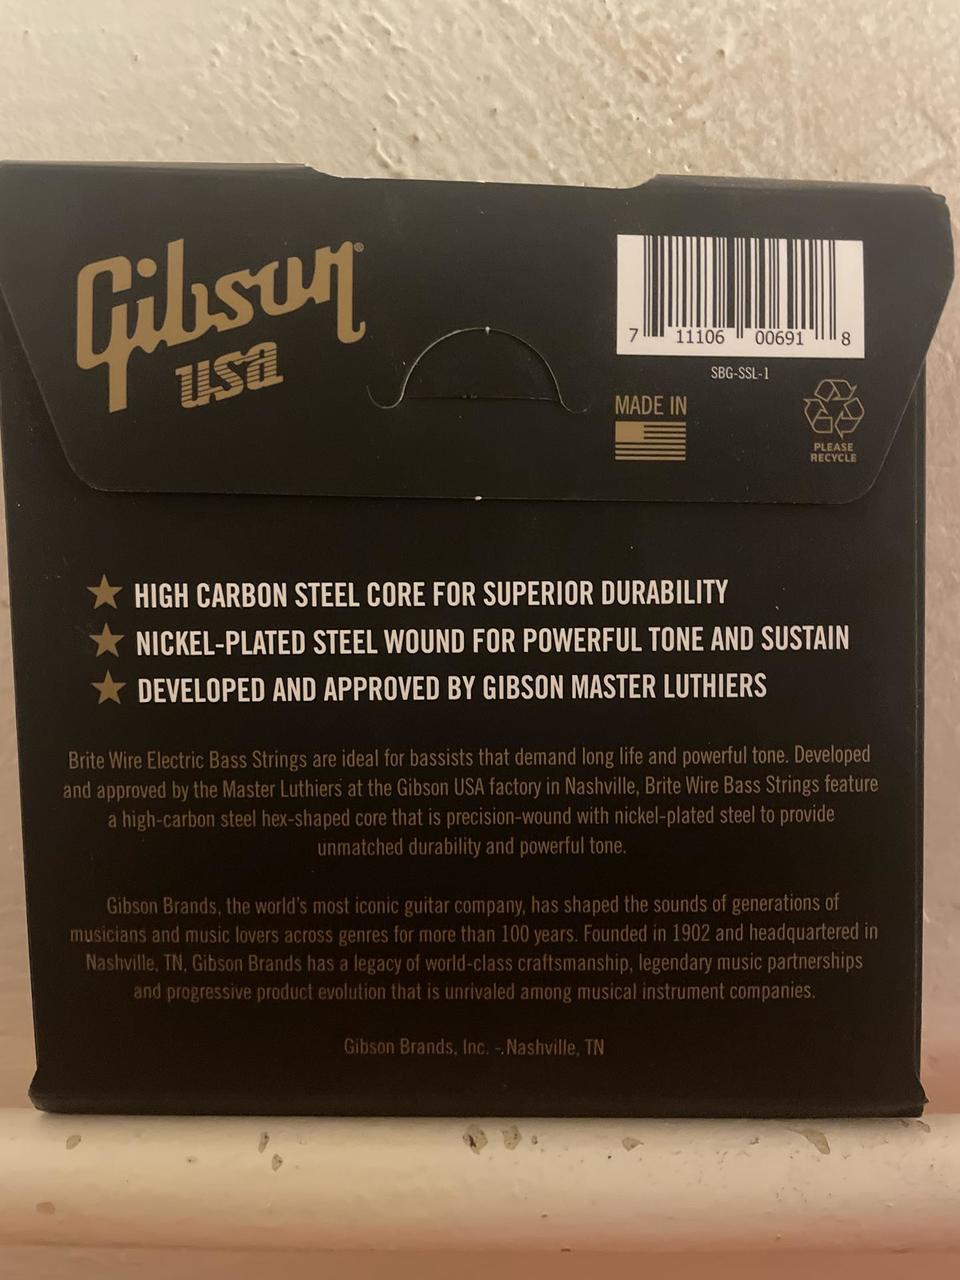 Gibson®
usa
7 11106 00691 8
SBG-SSL-1
MADE IN
PLEASE
RECYCLE
HIGH CARBON STEEL CORE FOR SUPERIOR DURABILITY
NICKEL-PLATED STEEL WOUND FOR POWERFUL TONE AND SUSTAIN
DEVELOPED AND APPROVED BY GIBSON MASTER LUTHIERS
Brite Wire Electric Bass Strings are ideal for bassists that demand long life and powerful tone. Developed
and approved by the Master Luthiers at the Gibson USA factory in Nashville, Brite Wire Bass Strings feature
a high-carbon steel hex-shaped core that is precision-wound with nickel-plated steel to provide
unmatched durability and powerful tone.
Gibson Brands, the world's most iconic guitar company, has shaped the sounds of generations of
musicians and music lovers across genres for more than 100 years. Founded in 1902 and headquartered in
Nashville, TN, Gibson Brands has a legacy of world-class craftsmanship, legendary music partnerships
and progressive product evolution that is unrivaled among musical instrument companies.
Gibson Brands, Inc. - Nashville, TN